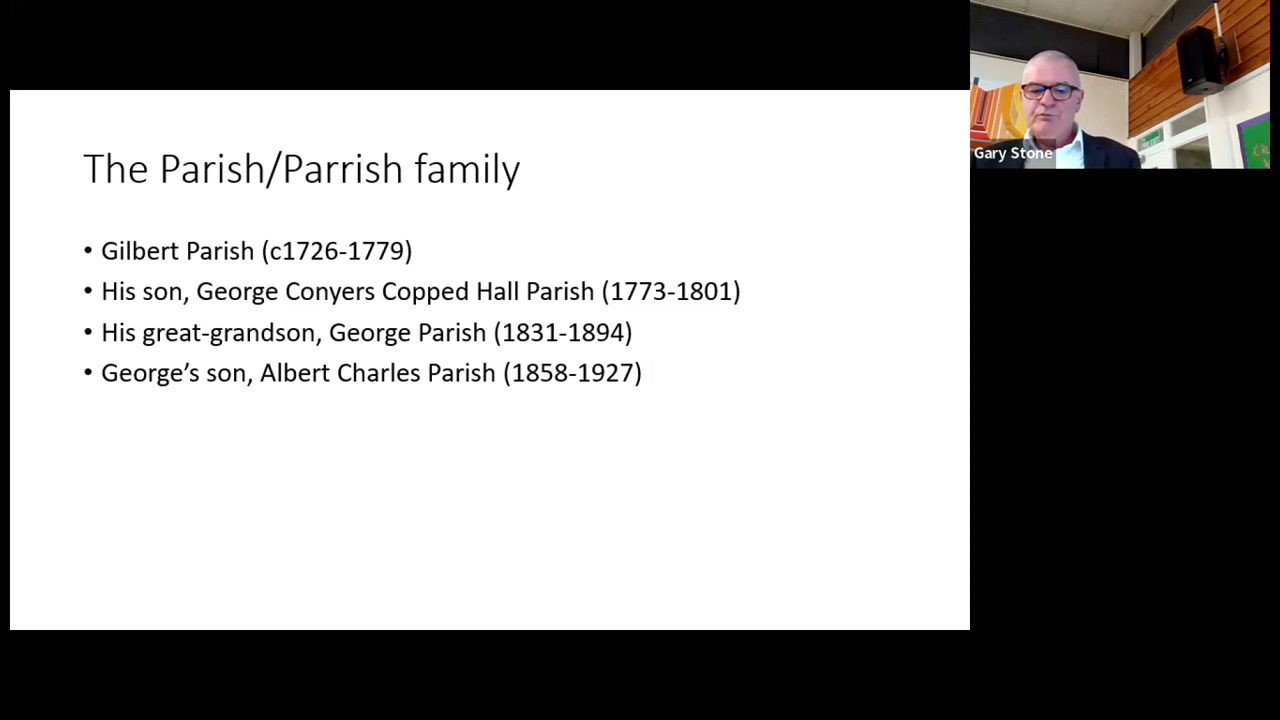 The Parish/Parrish family
• Gilbert Parish (c1726-1779)
• His son, George Conyers Copped Hall Parish (1773-1801)
• His great-grandson, George Parish (1831-1894)
• George’s son, Albert Charles Parish (1858-1927)
Gary Stone